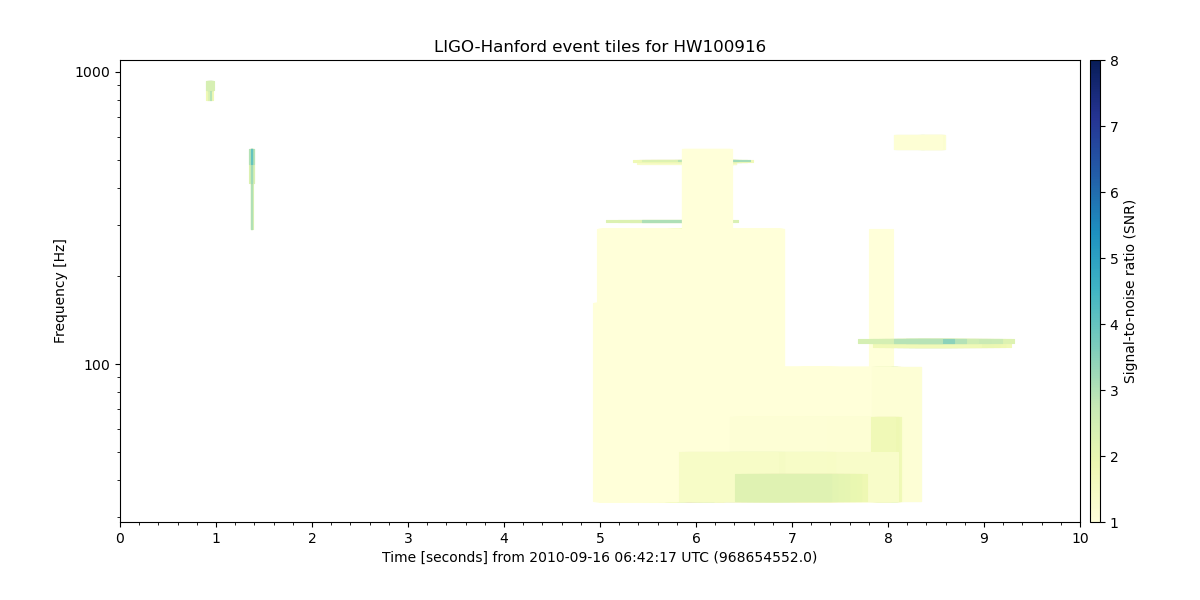 LIGO-Hanford event tiles for HW100916
1000
100
Frequency [Hz]
0 1 2 3 4 5 6 7 8 9 10
Time [seconds] from 2010-09-16 06:42:17 UTC (968654552.0)
8
7
6
5
4
3
2
1
Signal-to-noise ratio (SNR)